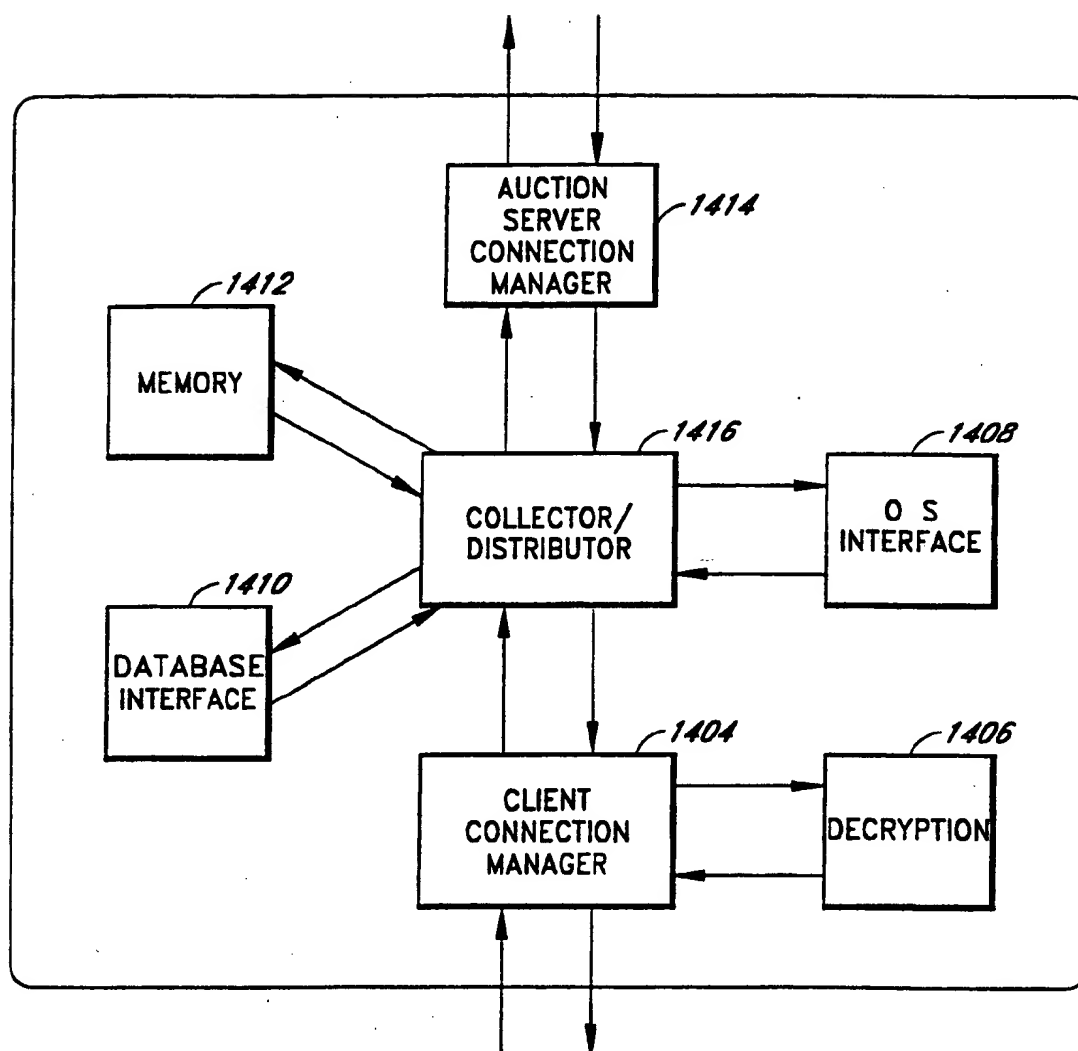 AUCTION
SERVER
CONNECTION
MANAGER
1414
1412
MEMORY
1416
COLLECTOR/
DISTRIBUTOR
1408
O S
INTERFACE
1410
DATABASE
INTERFACE
1404
CLIENT
CONNECTION
MANAGER
1406
DECRYPTION